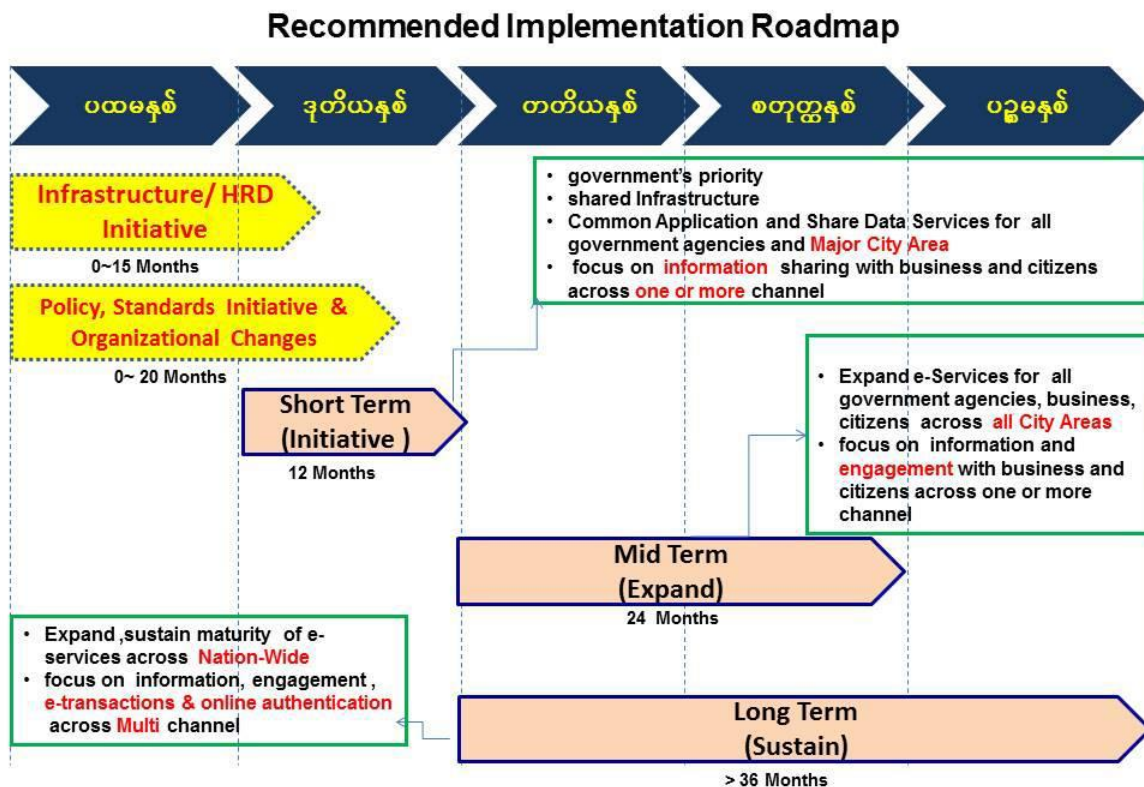 Recommended Implementation Roadmap
ပထမနှစ်
ဒုတိယနှစ်
တတိယနှစ်
စတုတ္ထနှစ်
ပဥ္စမနှစ်
Infrastructure/ HRD
Initiative
0~15 Months
Policy, Standards Initiative &
Organizational Changes
0~ 20 Months
Short Term
(Initiative )
12 Months
• government's priority
• shared Infrastructure
• Common Application and Share Data Services for all
government agencies and Major City Area
• focus on information sharing with business and citizens
across one or more channel
• Expand e-Services for all
government agencies, business,
citizens across all City Areas
• focus on information and
engagement with business and
citizens across one or more
channel
Mid Term
(Expand)
24 Months
• Expand ,sustain maturity of e-
services across Nation-Wide
• focus on information, engagement ,
e-transactions & online authentication
across Multi channel
Long Term
(Sustain)
> 36 Months